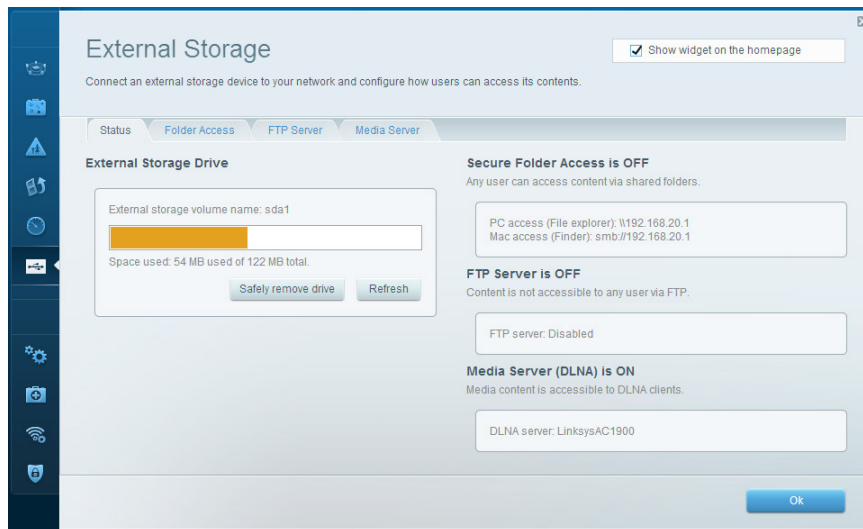 External Storage
Show widget on the homepage
Connect an external storage device to your network and configure how users can access its contents.
Status
Folder Access
FTP Server
Media Server
External Storage Drive
External storage volume name: sda1
Space used: 54 MB used of 122 MB total.
Safely remove drive
Refresh
Secure Folder Access is OFF
Any user can access content via shared folders.
PC access (File explorer): \\192.168.20.1
Mac access (Finder): smb://192.168.20.1
FTP Server is OFF
Content is not accessible to any user via FTP.
FTP server: Disabled
Media Server (DLNA) is ON
Media content is accessible to DLNA clients.
DLNA server: LinksysAC1900
Ok